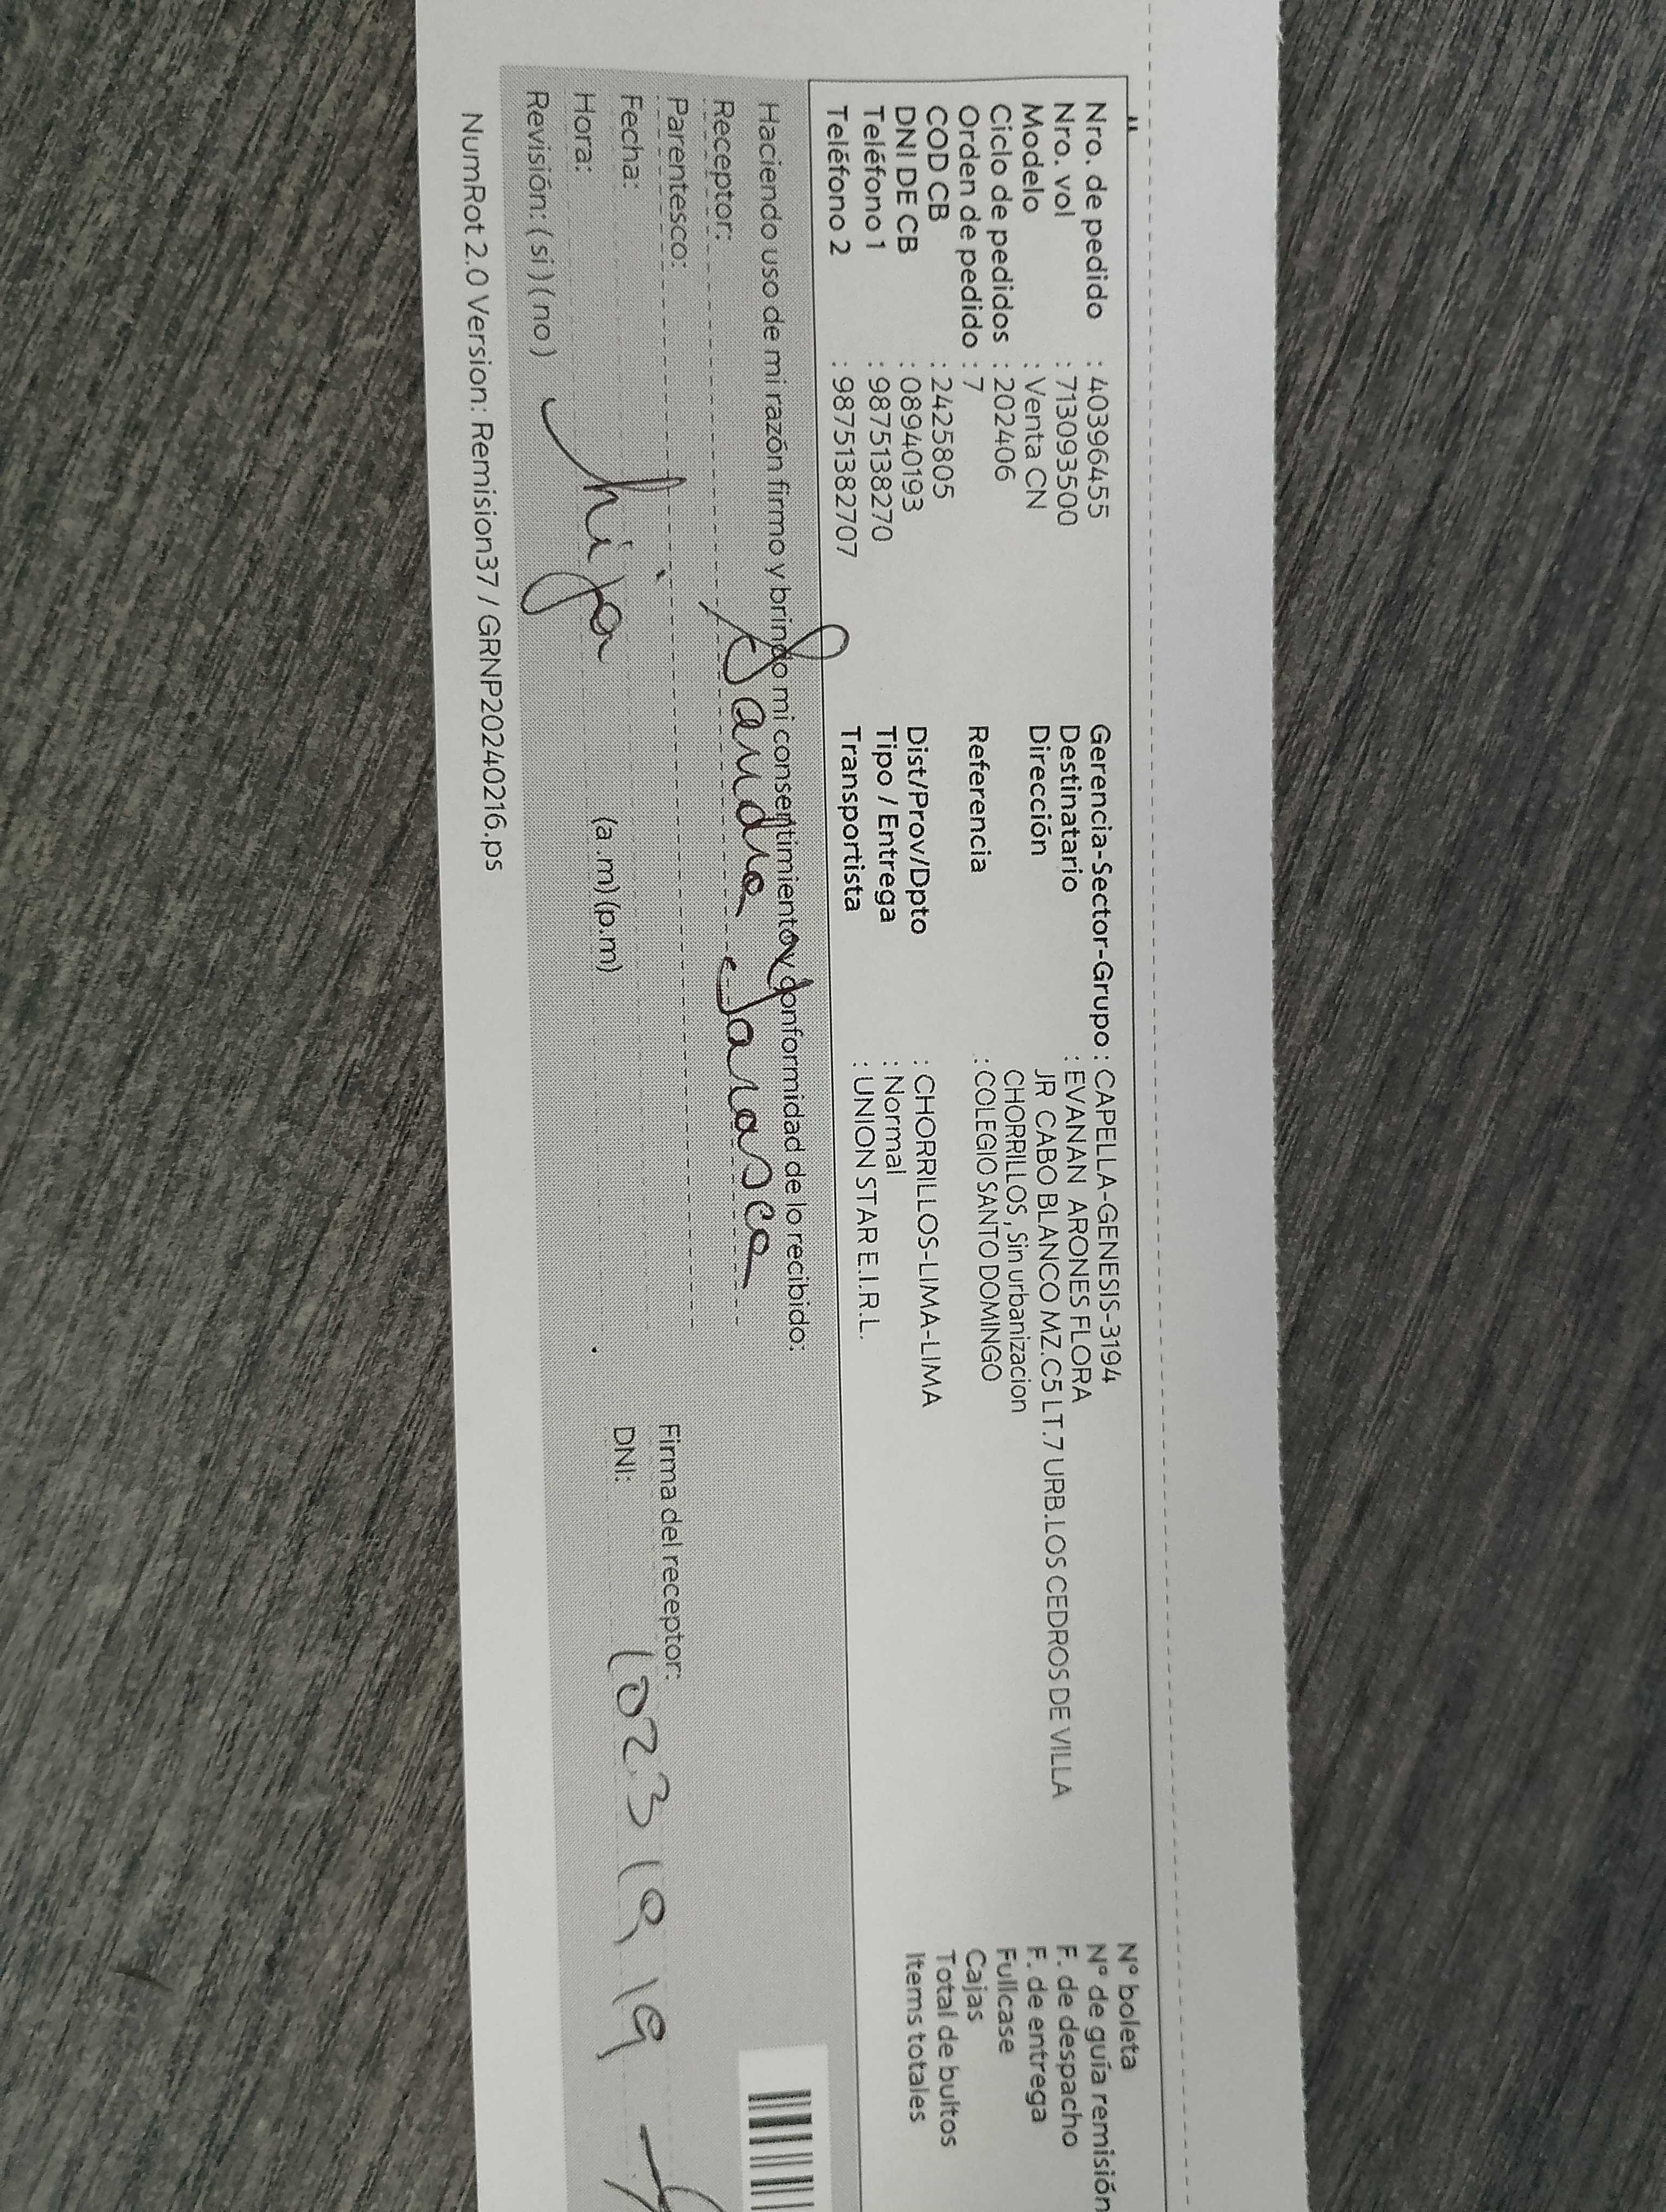 Nro. de pedido : 40396455
Nro. vol : 713093500
Modelo : Venta CN
Ciclo de pedidos : 202406
Orden de pedido : 7
COD CB : 2425805
DNI DE CB : 08940193
Teléfono 1 : 987513827 0
Teléfono 2 : 98751382707
Gerencia-Sector-Grupo : CAPELLA-GENESIS-3194
Destinatario : EVANAN ARONES FLORA
Dirección JR CABO BLANCO MZ.C5 LT.7 URB.LOS CEDROS DE VILLA
CHORRILLOS, Sin urbanizacion
Referencia : COLEGIO SANTO DOMINGO
Dist/Prov/Dpto : CHORRILLOS-LIMA-LIMA
Tipo / Entrega : Normal
Transportista : UNION STAR E.I.R.L.
N° boleta
N° de guía remisión
F. de despacho
F. de entrega
Fullcase
Cajas
Total de bultos
Items totales
Haciendo uso de mi razón firmo y brindo mi consentimiento y conformidad de lo recibido:
Receptor: Sandra Jarasca
Parentesco:
Fecha:
Hora: hija (a.m)(p.m)
Revisión: (si)(no)
Firma del receptor:
DNI: 10231919
NumRot 2.0 Version: Remision37 / GRNP20240216.ps